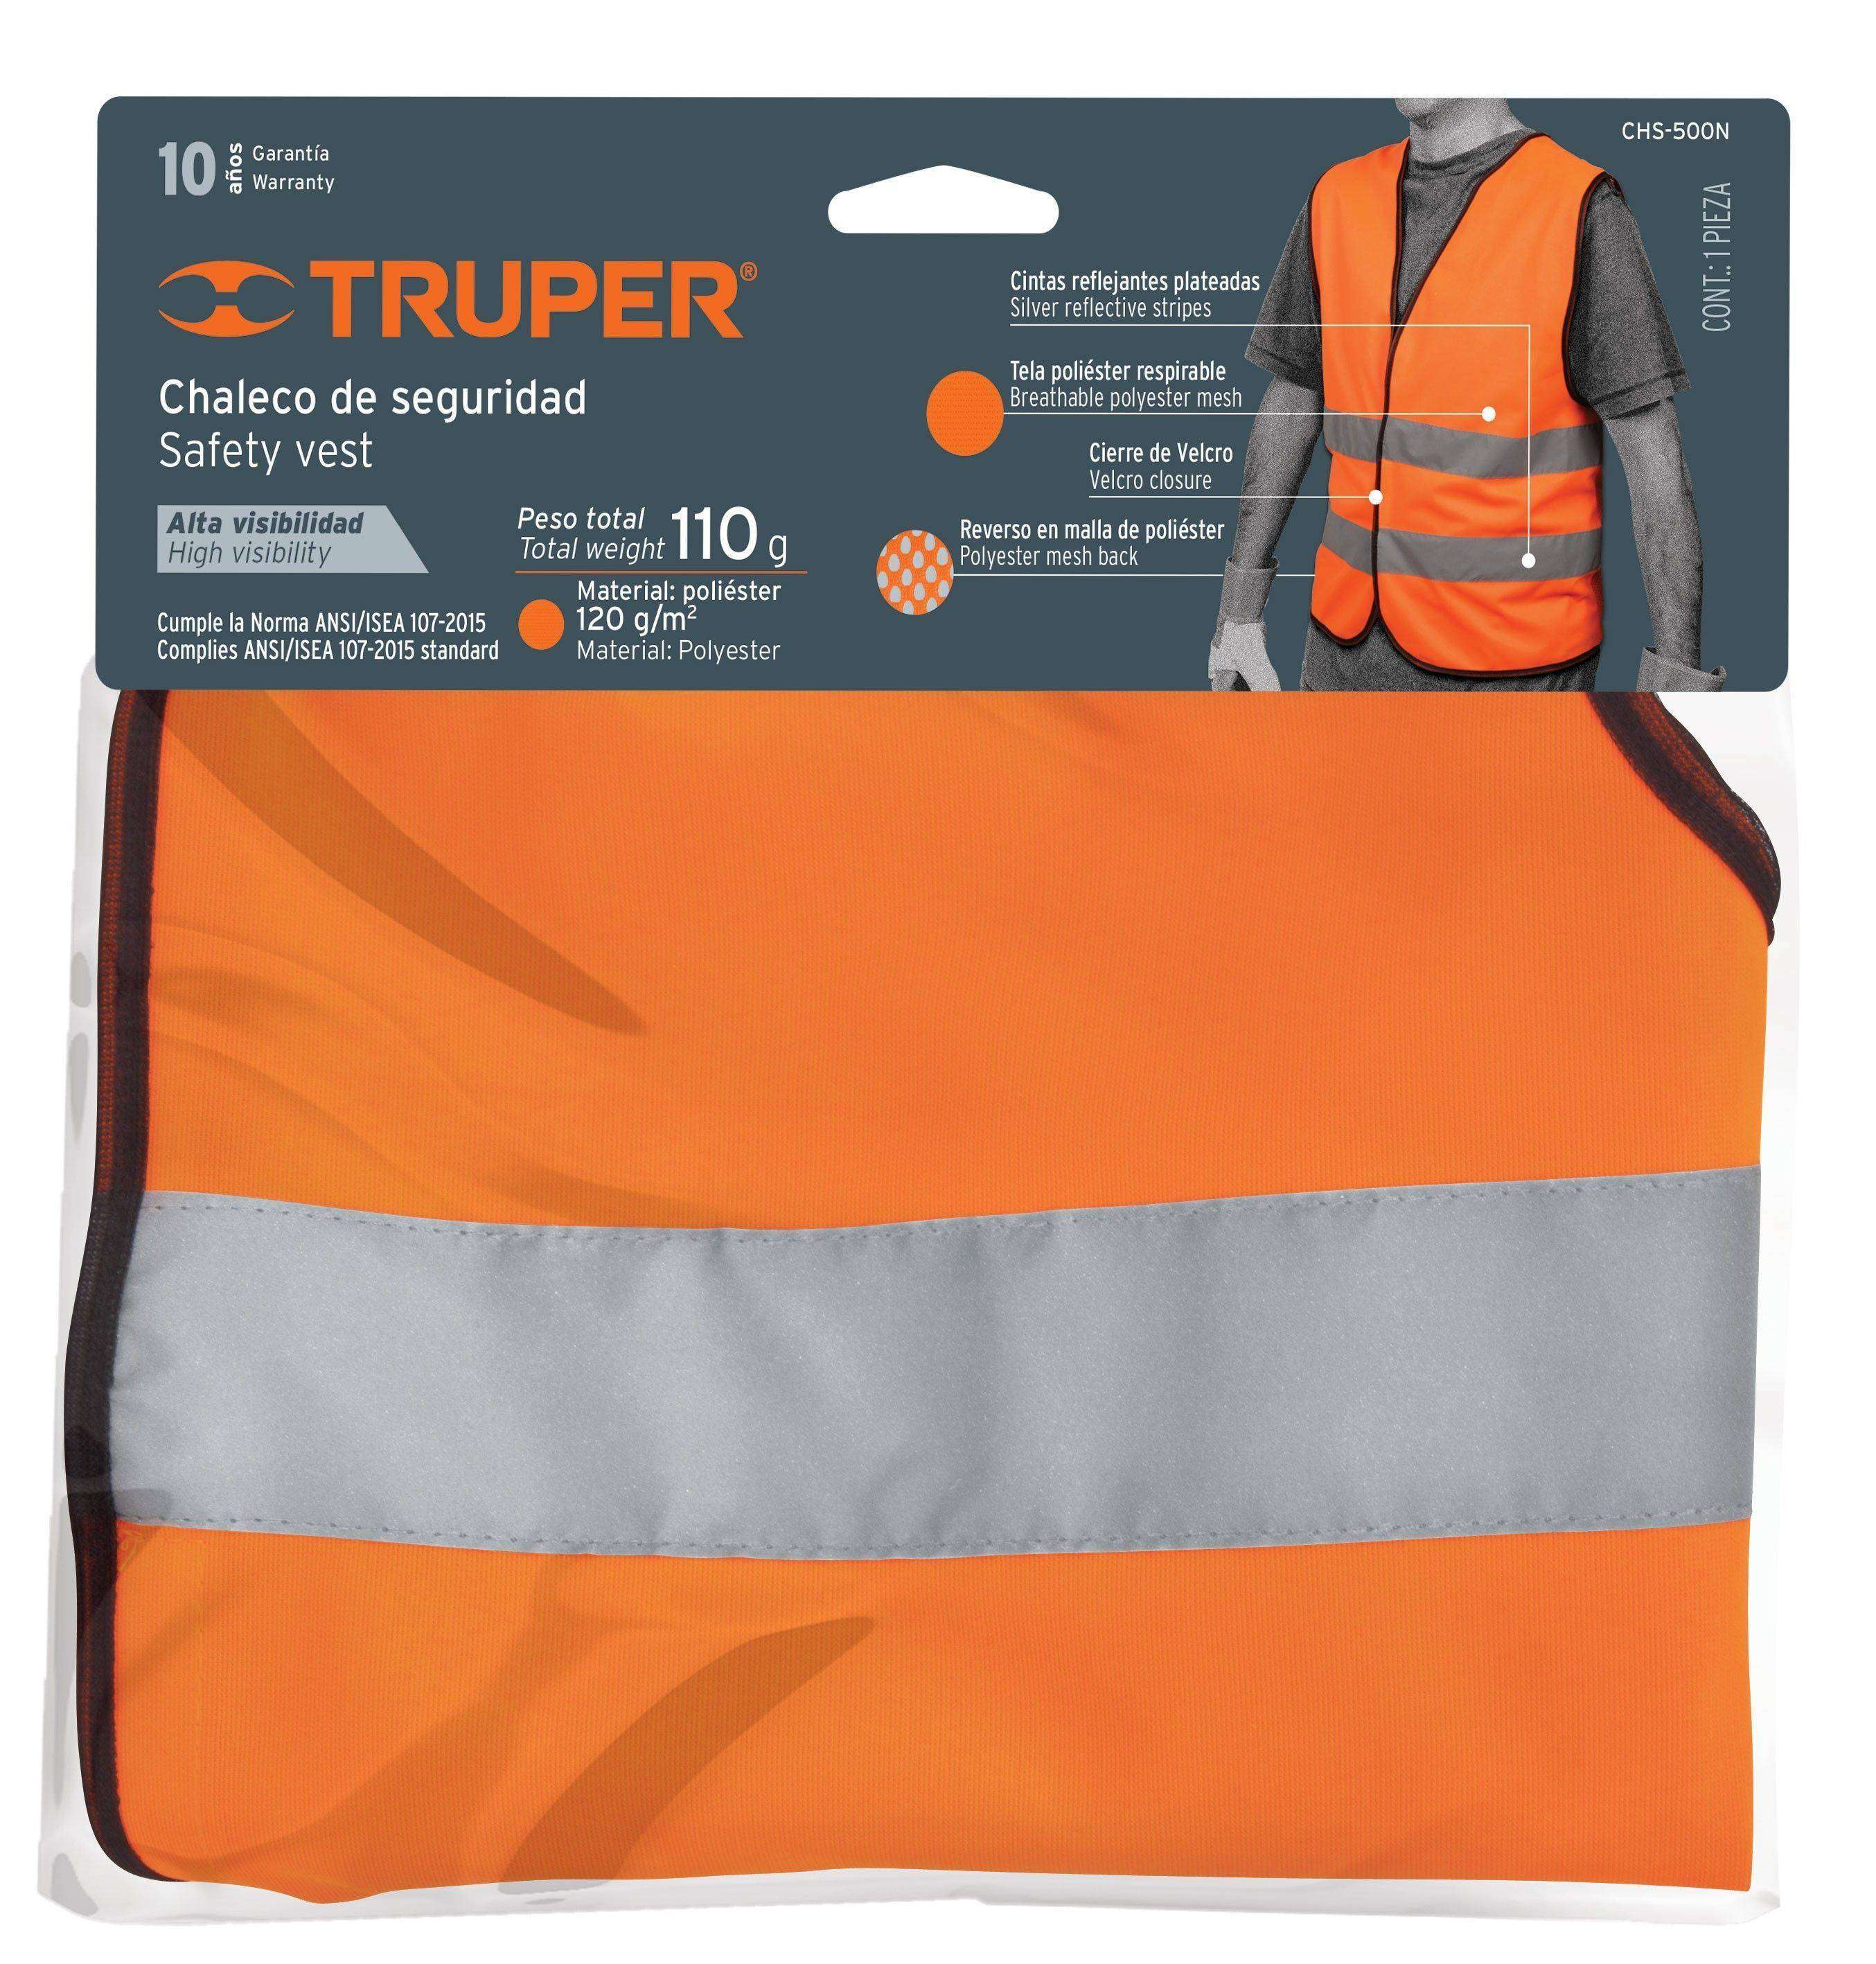 10 años Garantía
Warranty
CHS-500N
CONT.: 1 PIEZA
TRUPER®
Chaleco de seguridad
Safety vest
Alta visibilidad
High visibility
Cumple la Norma ANSI/ISEA 107-2015
Complies ANSI/ISEA 107-2015 standard
Peso total
Total weight 110 g
Material: poliéster
120 g/m²
Material: Polyester
Cintas reflejantes plateadas
Silver reflective stripes
Tela poliéster respirable
Breathable polyester mesh
Cierre de Velcro
Velcro closure
Reverso en malla de poliéster
Polyester mesh back